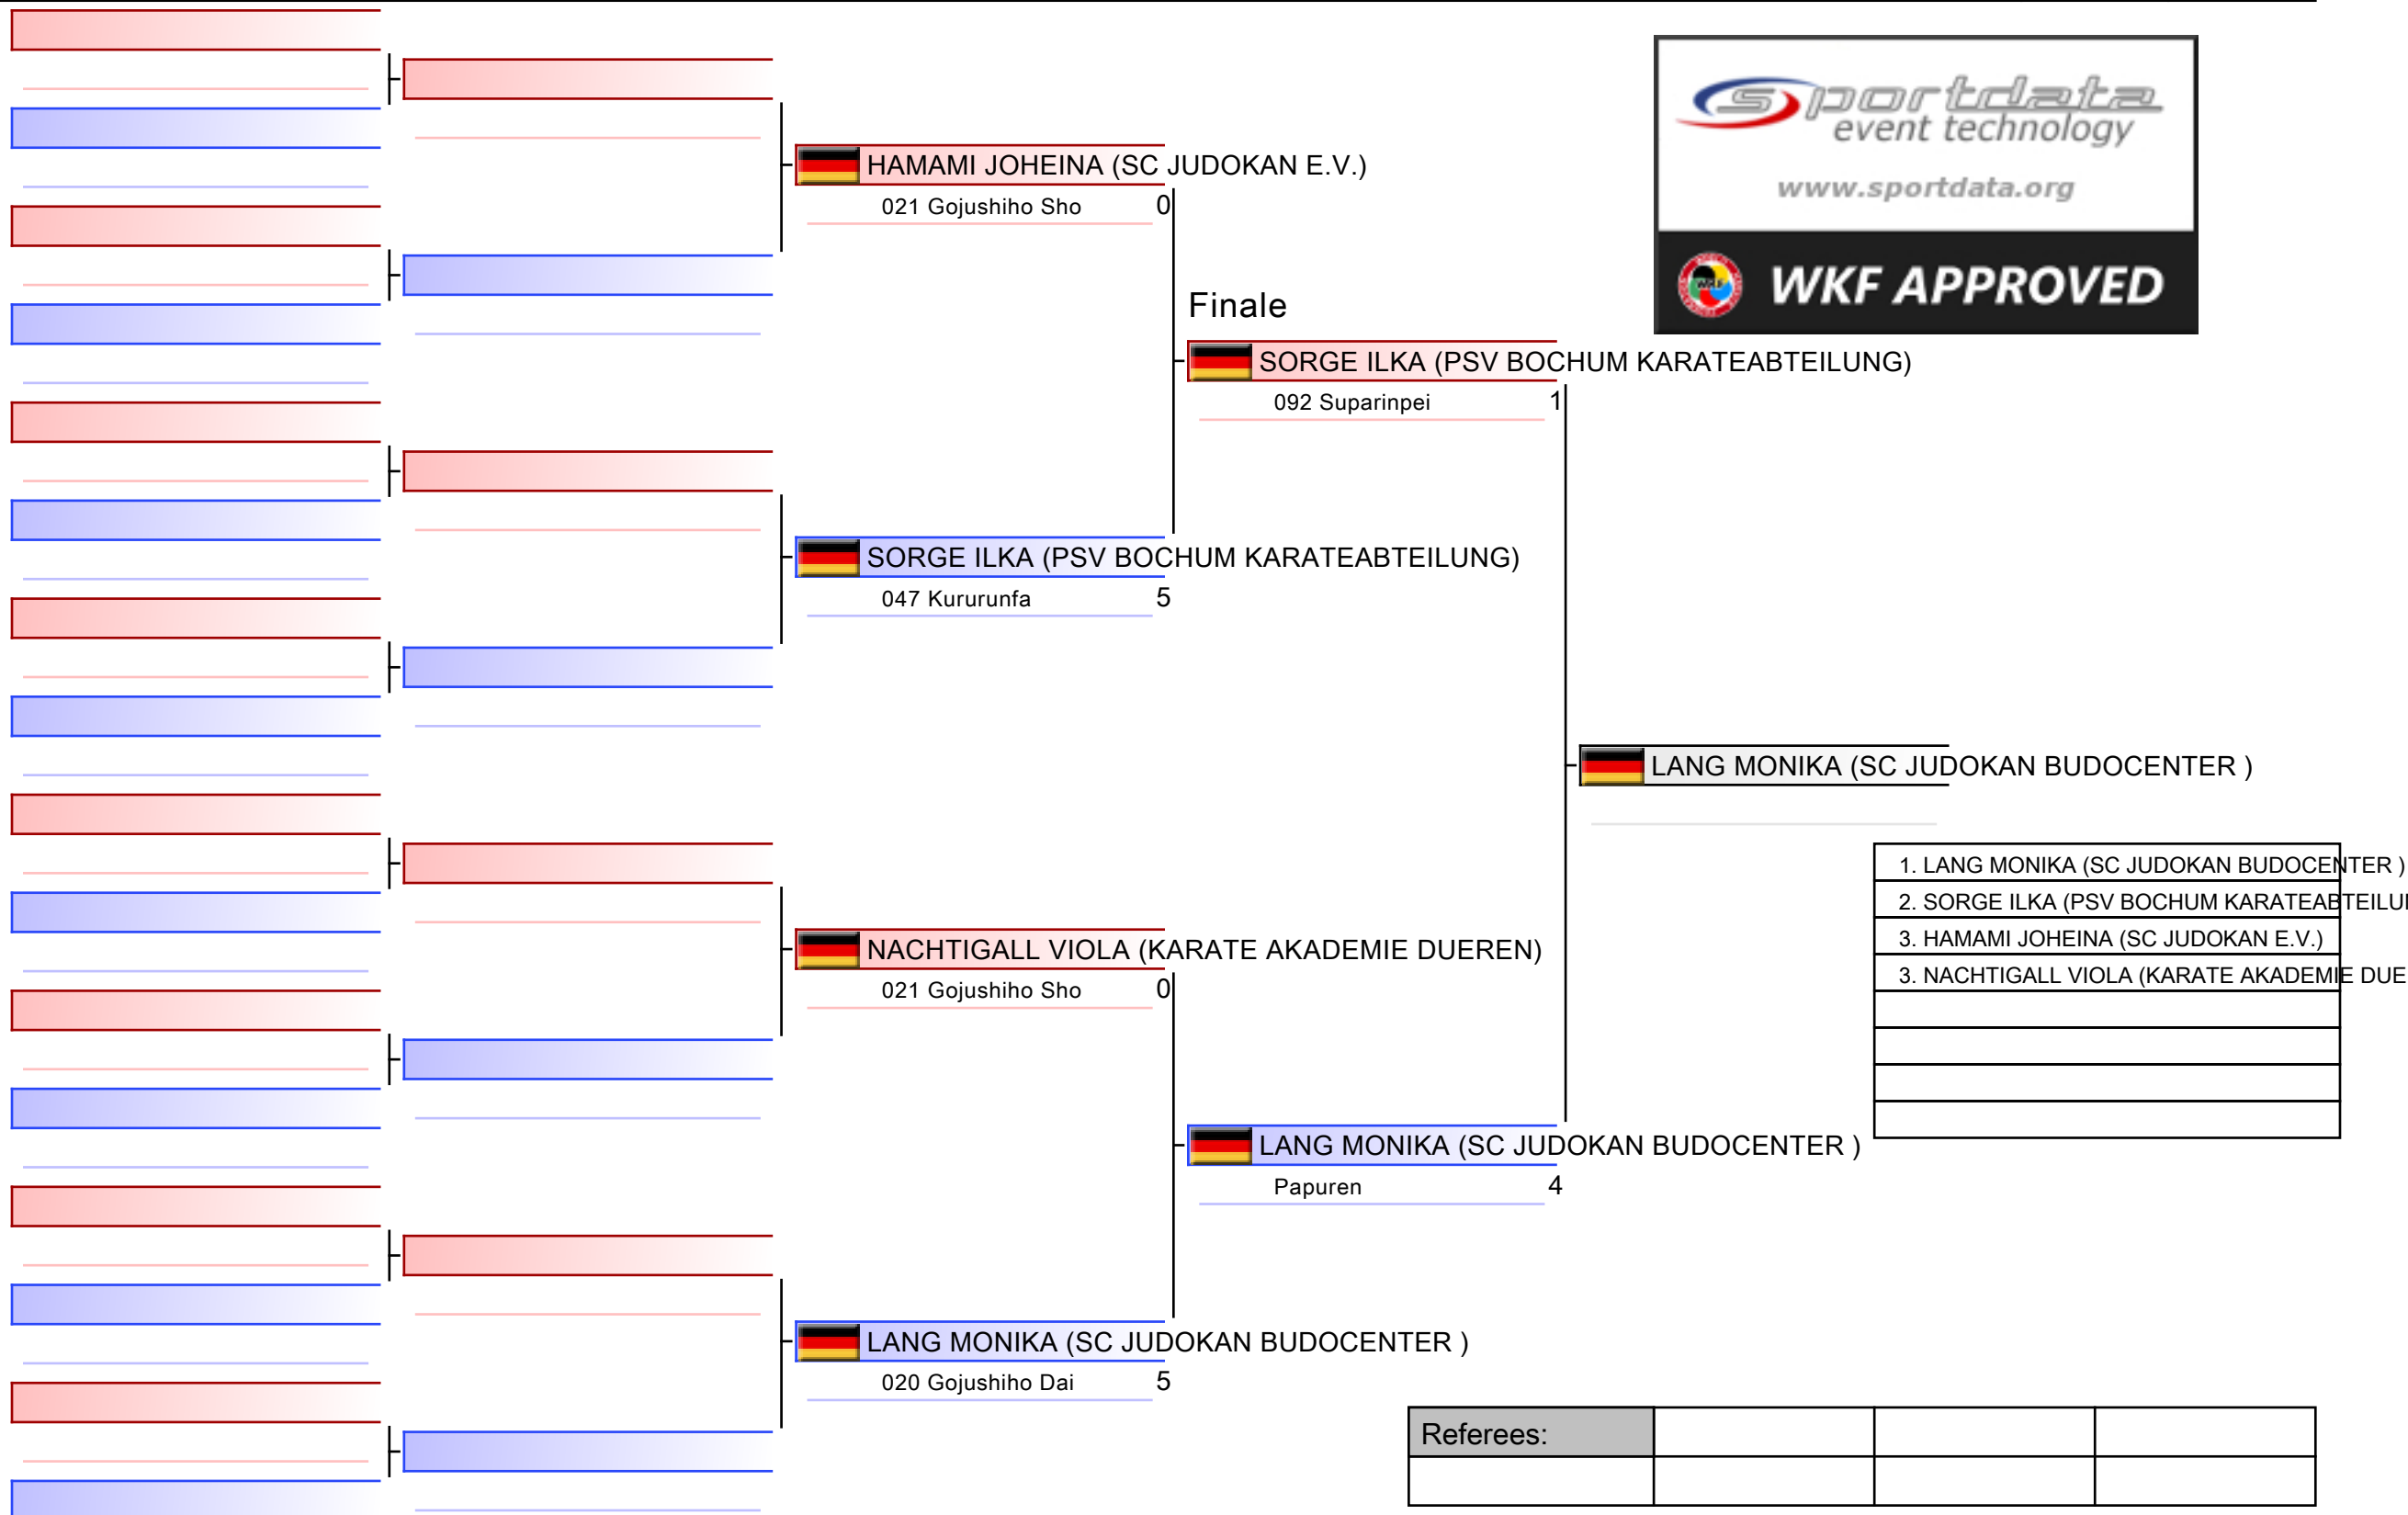 sportdata
event technology
www.sportdata.org
WKF APPROVED
HAMAMI JOHEINA (SC JUDOKAN E.V.)
021 Gojushiho Sho 0
Finale
SORGE ILKA (PSV BOCHUM KARATEABTEILUNG)
092 Suparinpei 1
SORGE ILKA (PSV BOCHUM KARATEABTEILUNG)
047 Kururunfa 5
LANG MONIKA (SC JUDOKAN BUDOCENTER )
1. LANG MONIKA (SC JUDOKAN BUDOCENTER )
2. SORGE ILKA (PSV BOCHUM KARATEABTEILU
3. HAMAMI JOHEINA (SC JUDOKAN E.V.)
3. NACHTIGALL VIOLA (KARATE AKADEMIE DUE
NACHTIGALL VIOLA (KARATE AKADEMIE DUEREN)
021 Gojushiho Sho 0
LANG MONIKA (SC JUDOKAN BUDOCENTER )
Papuren 4
LANG MONIKA (SC JUDOKAN BUDOCENTER )
020 Gojushiho Dai 5
Referees: